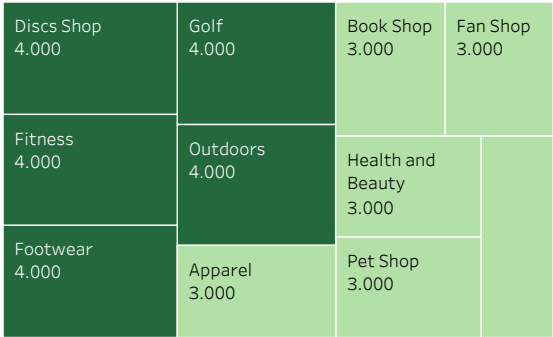 Discs Shop
4.000
Fitness
4.000
Footwear
4.000
Golf
4.000
Outdoors
4.000
Apparel
3.000
Book Shop
3.000
Fan Shop
3.000
Health and
Beauty
3.000
Pet Shop
3.000